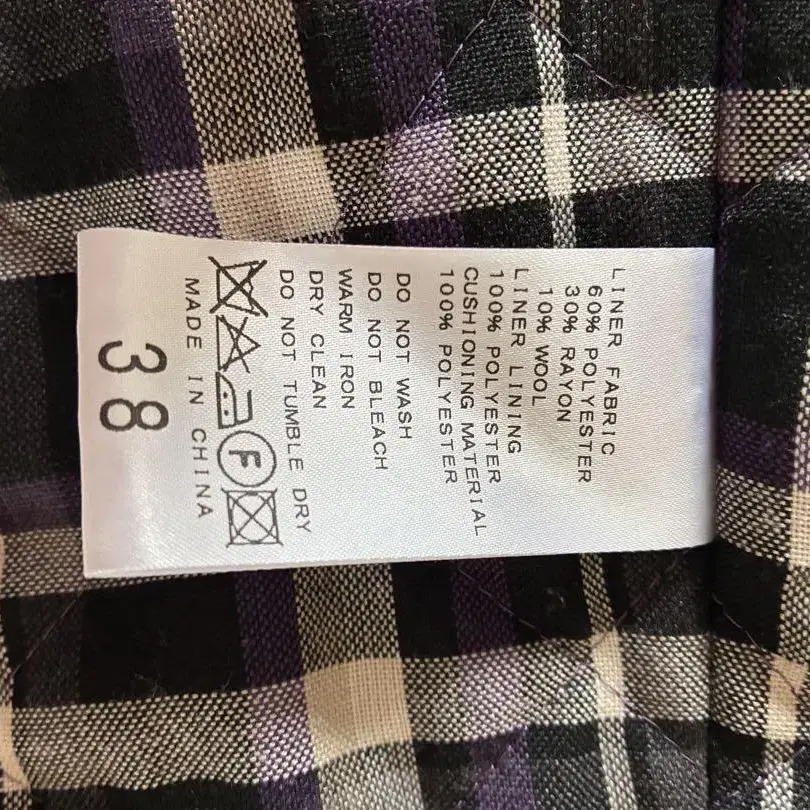 LINER FABRIC
60% POLYESTER
30% RAYON
10% WOOL
LINER LINING
100% POLYESTER
CUSHIONING MATERIAL
100% POLYESTER
DO NOT WASH
DO NOT BLEACH
WARM IRON
DRY CLEAN
DO NOT TUMBLE DRY
F
MADE IN CHINA
38